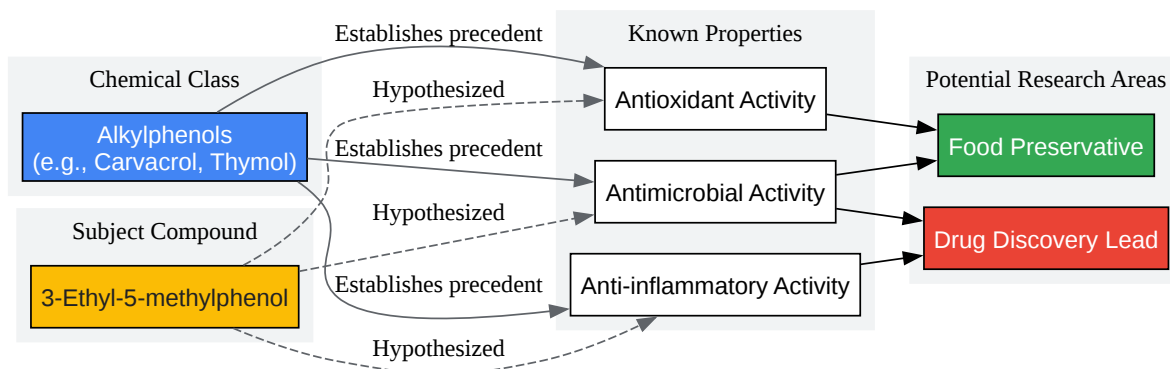 Chemical Class
Alkylphenols
(e.g., Carvacrol, Thymol)
Subject Compound
3-Ethyl-5-methylphenol
Establishes precedent
Hypothesized
Establishes precedent
Hypothesized
Establishes precedent
Hypothesized
Known Properties
Antioxidant Activity
Antimicrobial Activity
Anti-inflammatory Activity
Potential Research Areas
Food Preservative
Drug Discovery Lead